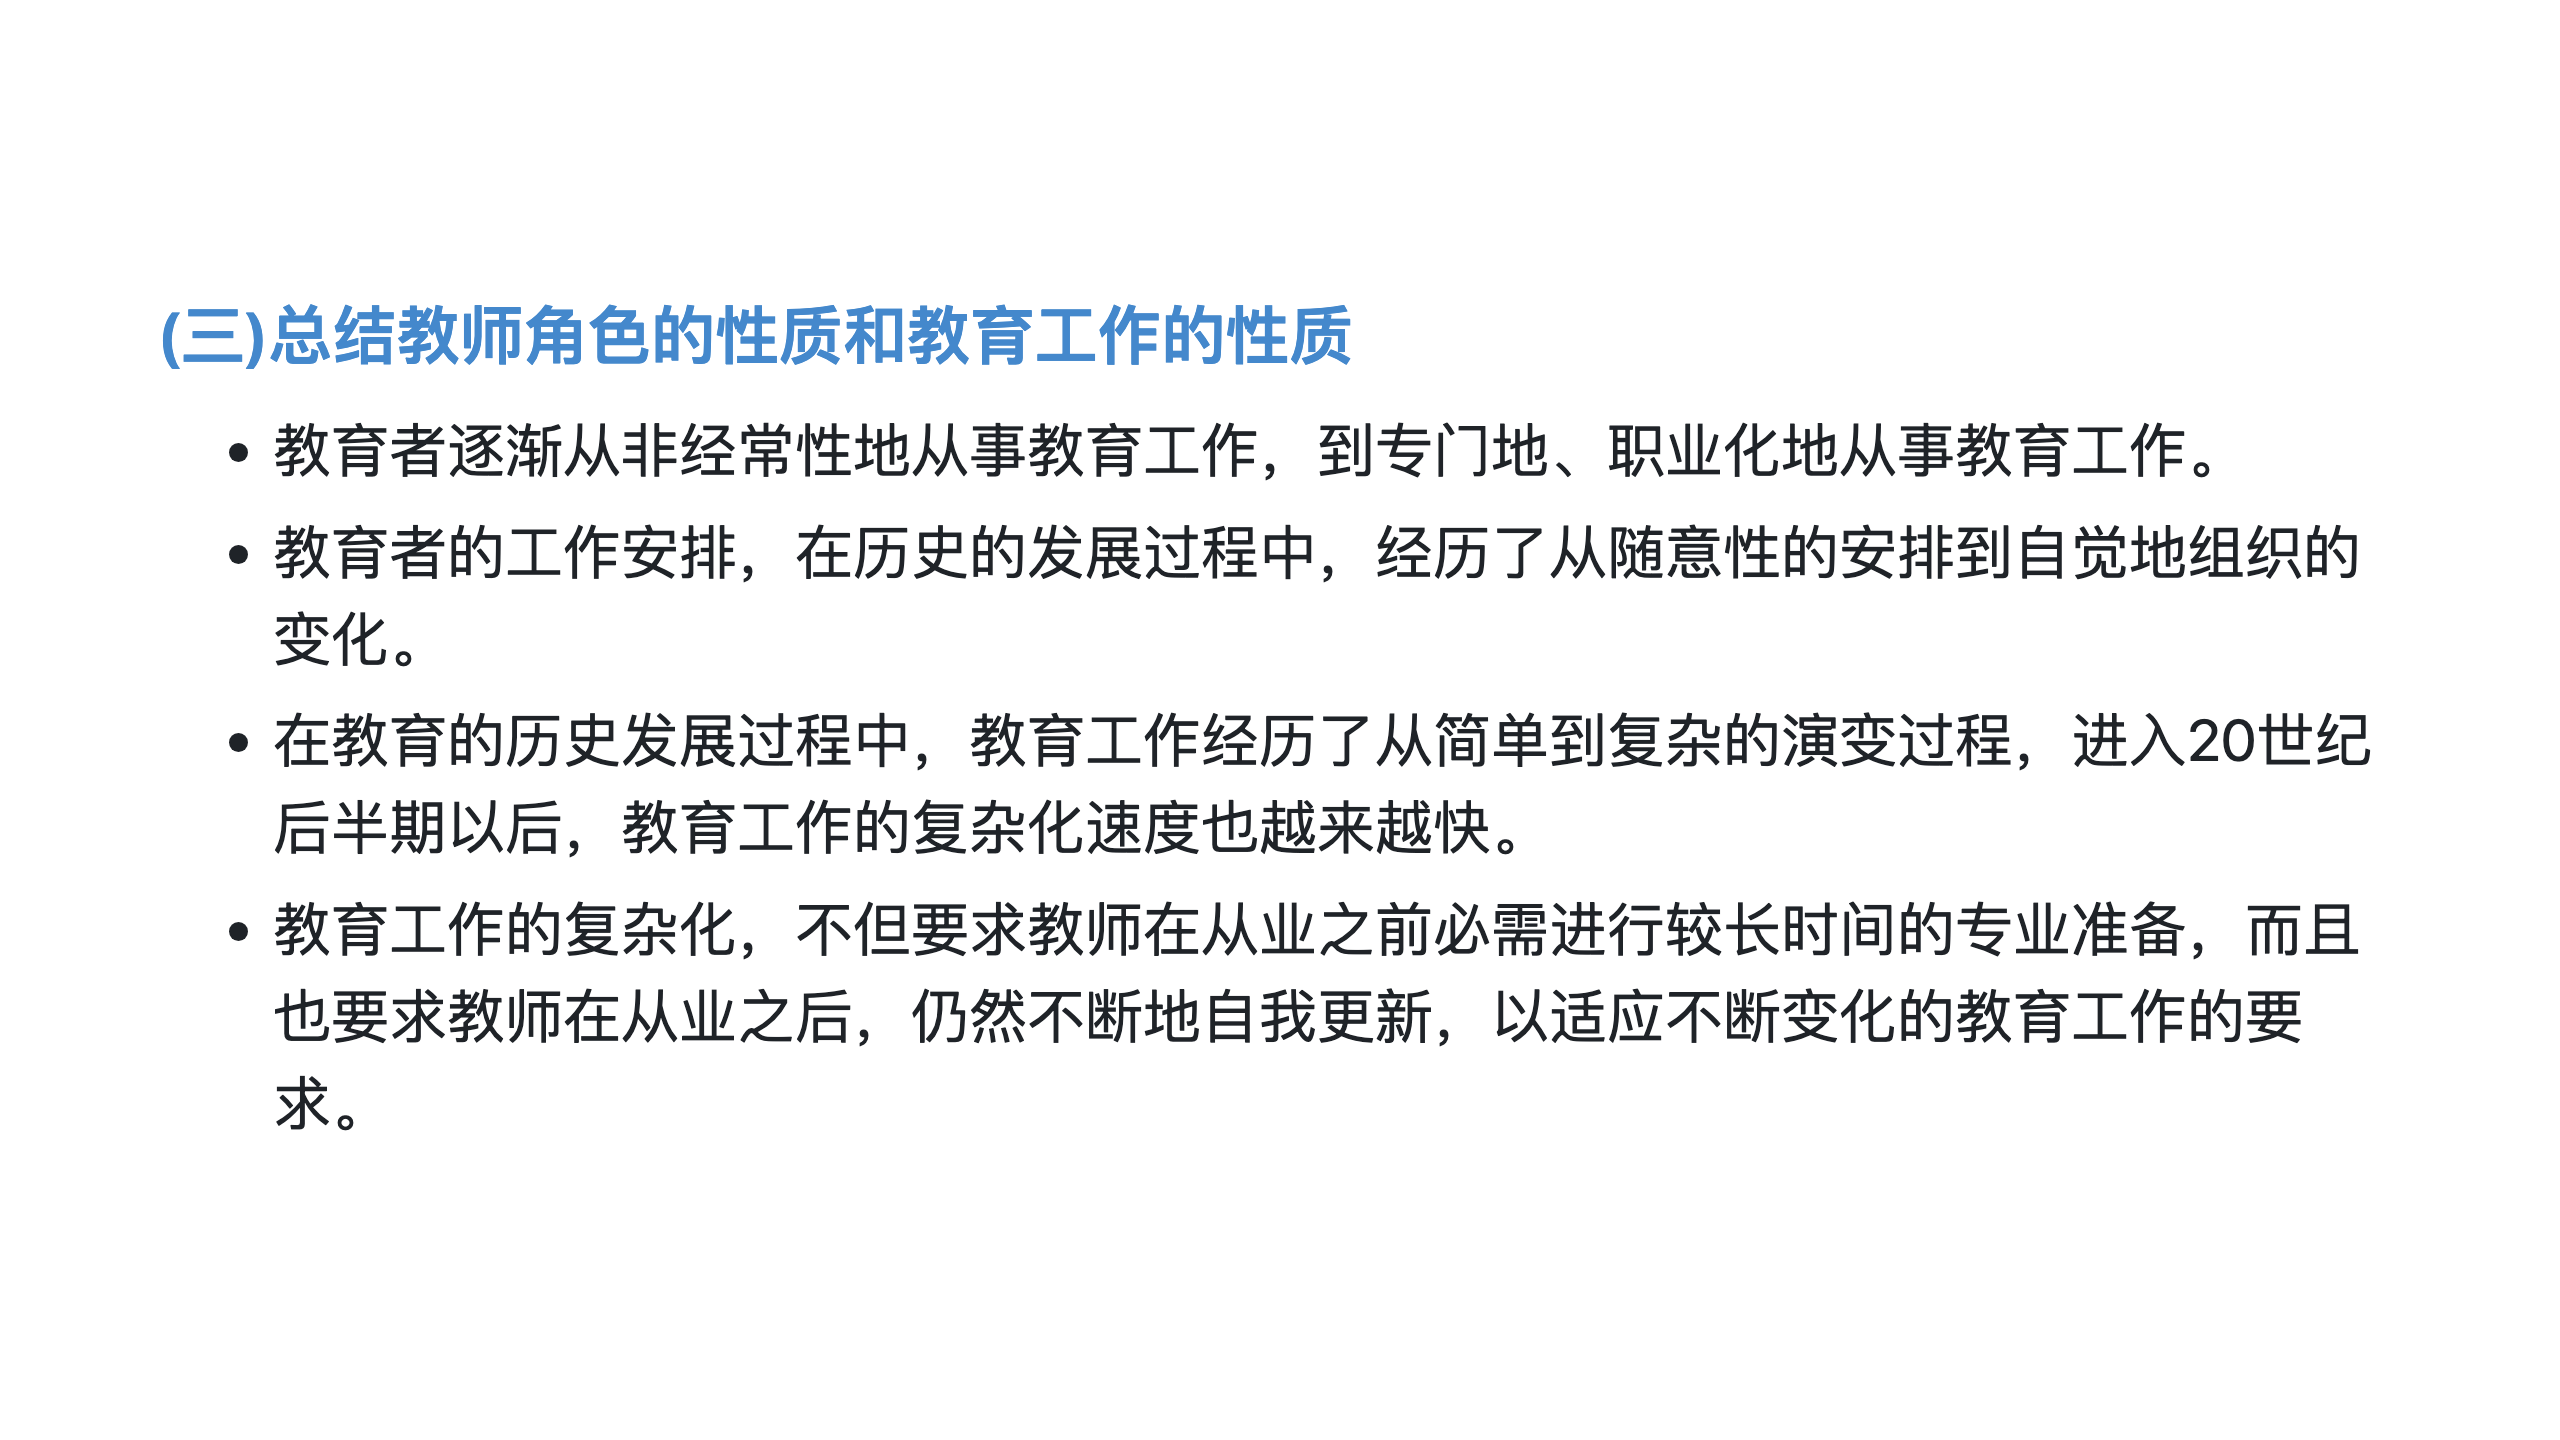 (三)总结教师角色的性质和教育工作的性质
• 教育者逐渐从非经常性地从事教育工作，到专门地、职业化地从事教育工作。
• 教育者的工作安排，在历史的发展过程中，经历了从随意性的安排到自觉地组织的
变化。
• 在教育的历史发展过程中，教育工作经历了从简单到复杂的演变过程，进入20世纪
后半期以后，教育工作的复杂化速度也越来越快。
• 教育工作的复杂化，不但要求教师在从业之前必需进行较长时间的专业准备，而且
也要求教师在从业之后，仍然不断地自我更新，以适应不断变化的教育工作的要
求。